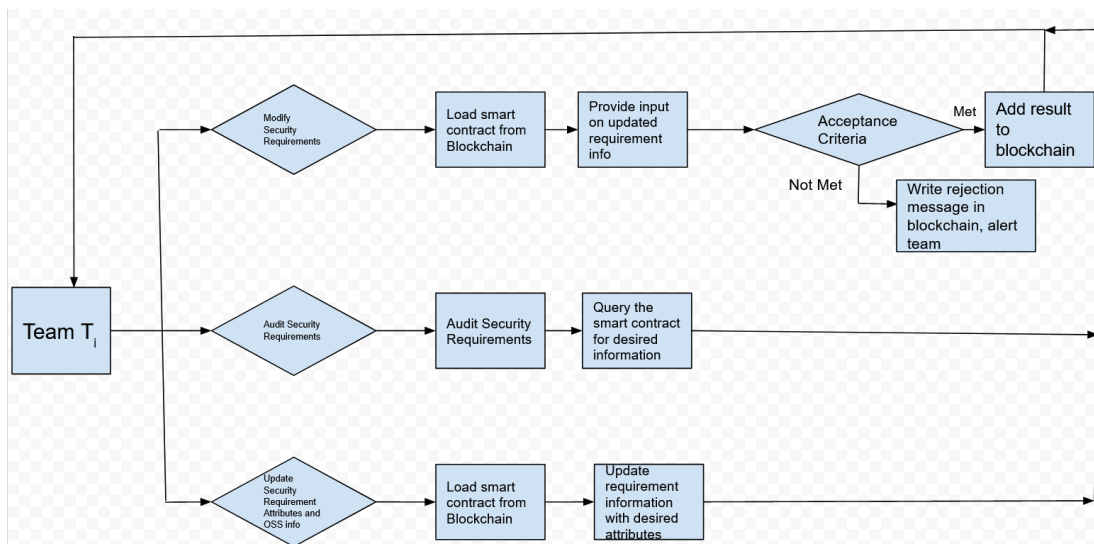 Modify
Security
Requirements
Load smart
contract from
Blockchain
Provide input
on updated
requirement
info
Acceptance
Criteria
Met
Add result
to
blockchain
Not Met
Write rejection
message in
blockchain, alert
team
Team Ti
Audit Security
Requirements
Audit Security
Requirements
Query the
smart contract
for desired
information
Update
Security
Requirement
Attributes and
OSS info
Load smart
contract from
Blockchain
Update
requirement
information
with desired
attributes